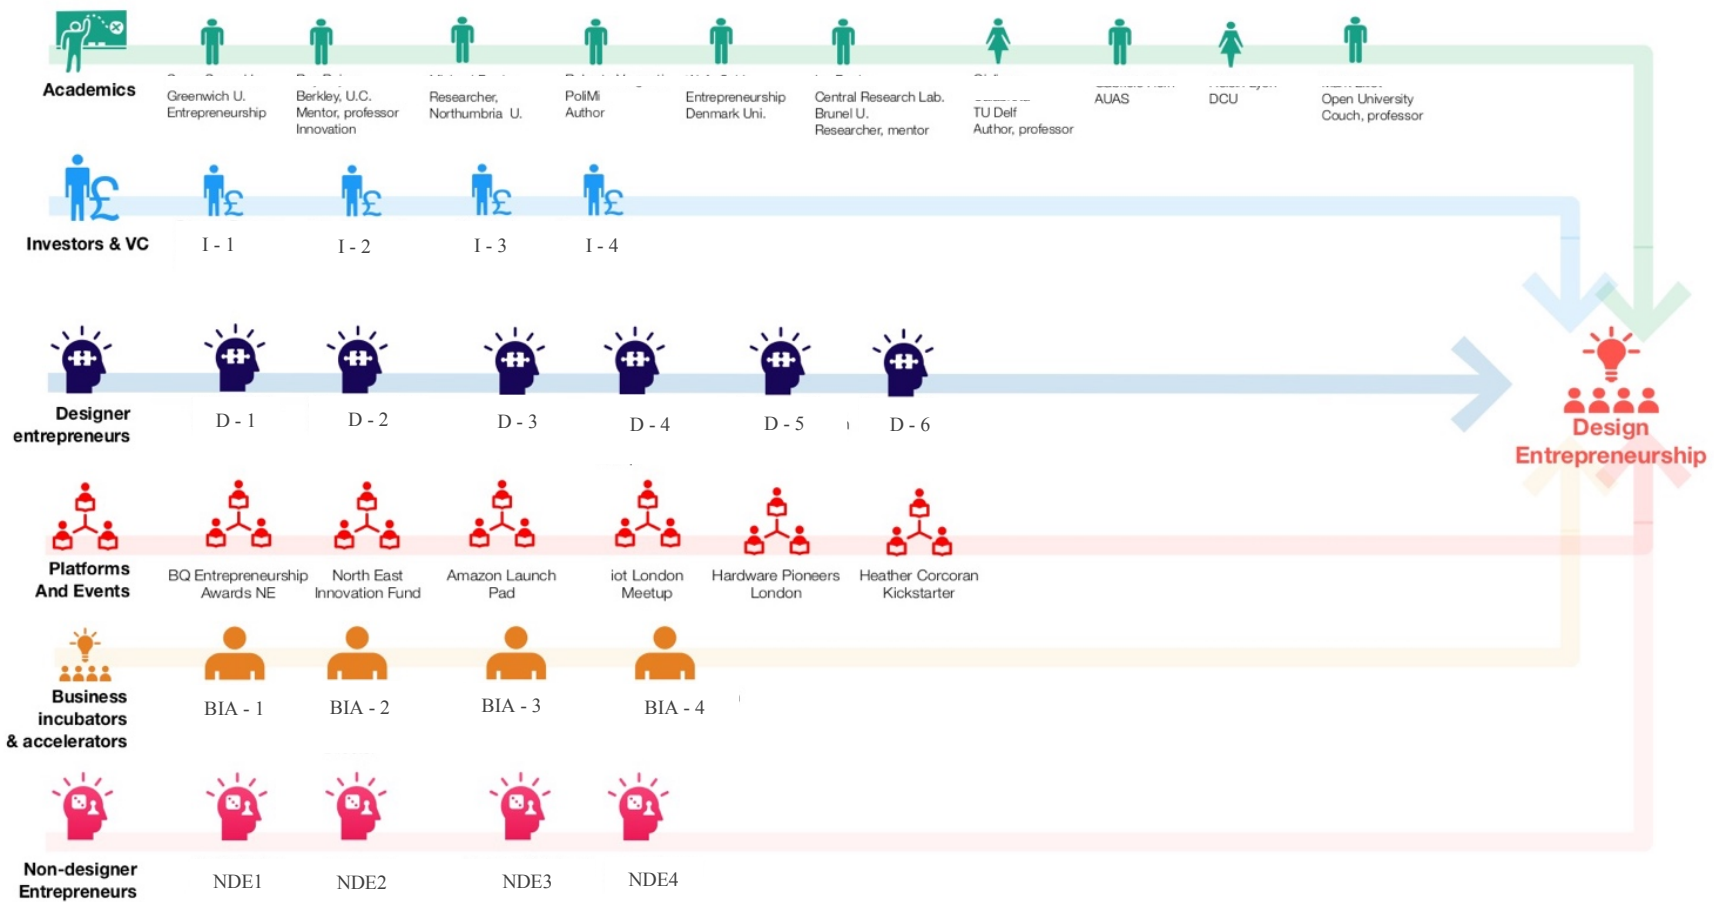 Academics
Greenwich U.
Entrepreneurship
Berkley, U.C.
Mentor, professor
Innovation
Researcher,
Northumbria U.
PoliMi
Author
Entrepreneurship
Denmark Uni.
Central Research Lab.
Brunel U.
Researcher, mentor
TU Delf
Author, professor
AUAS
DCU
Open University
Couch, professor
Investors & VC
I - 1
I - 2
I - 3
I - 4
Designer
entrepreneurs
D - 1
D - 2
D - 3
D - 4
D - 5
D - 6
Design
Entrepreneurship
Platforms
And Events
BQ Entrepreneurship
Awards NE
North East
Innovation Fund
Amazon Launch
Pad
iot London
Meetup
Hardware Pioneers
London
Heather Corcoran
Kickstarter
Business
incubators
& accelerators
BIA - 1
BIA - 2
BIA - 3
BIA - 4
Non-designer
Entrepreneurs
NDE1
NDE2
NDE3
NDE4